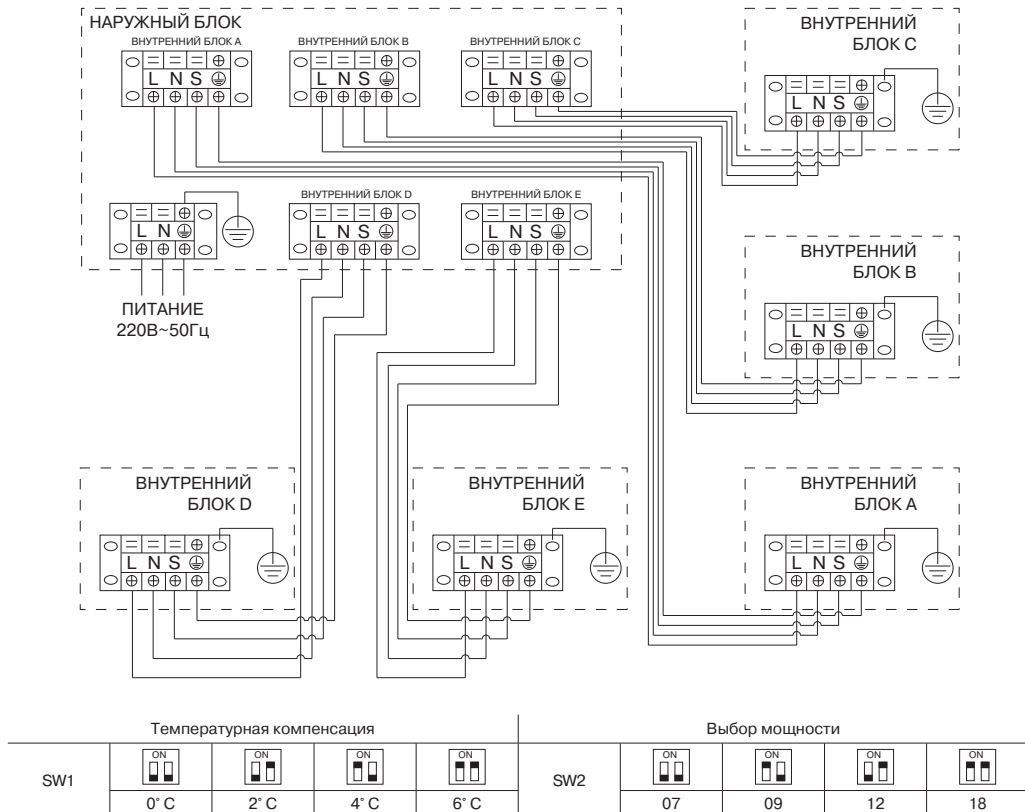 НАРУЖНЫЙ БЛОК
ВНУТРЕННИЙ БЛОК A
ВНУТРЕННИЙ БЛОК B
ВНУТРЕННИЙ БЛОК C
L N S
L N S
L N S
ВНУТРЕННИЙ
БЛОК C
L N S
ВНУТРЕННИЙ БЛОК D
ВНУТРЕННИЙ БЛОК E
L N
L N S
L N S
ПИТАНИЕ
220В~50Гц
ВНУТРЕННИЙ
БЛОК B
L N S
ВНУТРЕННИЙ
БЛОК D
L N S
ВНУТРЕННИЙ
БЛОК E
L N S
ВНУТРЕННИЙ
БЛОК A
L N S
Температурная компенсация
Выбор мощности
SW1
ON
ON
ON
ON
SW2
ON
ON
ON
ON
0° C
2° C
4° C
6° C
07
09
12
18